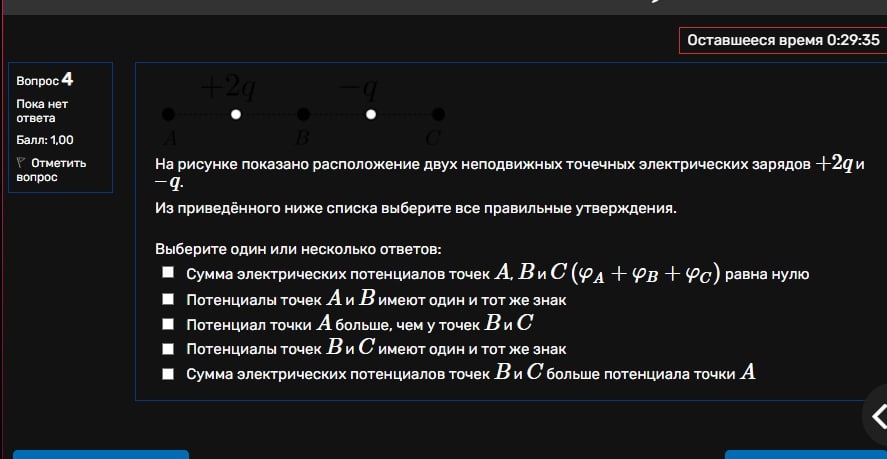 Оставшееся время 0:29:35
Вопрос 4
Пока нет
ответа
Балл: 1,00
Отметить
вопрос
+2q −q
A B C
На рисунке показано расположение двух неподвижных точечных электрических зарядов +2q и
−q.
Из приведённого ниже списка выберите все правильные утверждения.
Выберите один или несколько ответов:
Сумма электрических потенциалов точек A, B и C (φA + φB + φC) равна нулю
Потенциалы точек A и B имеют один и тот же знак
Потенциал точки A больше, чем у точек B и C
Потенциалы точек B и C имеют один и тот же знак
Сумма электрических потенциалов точек B и C больше потенциала точки A